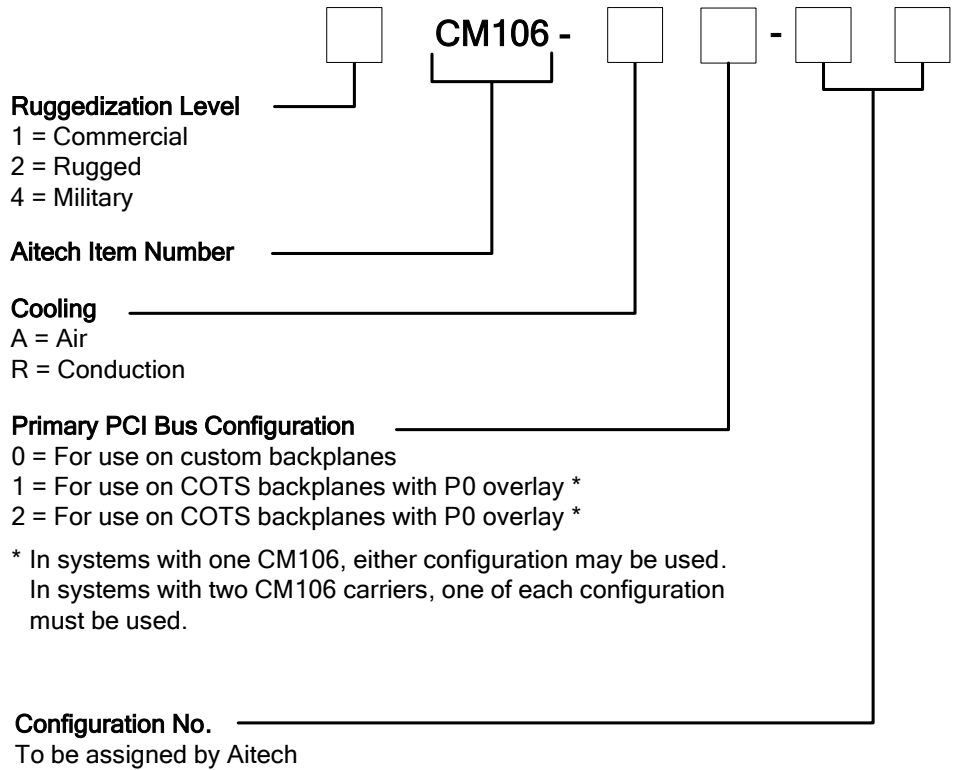 CM106 - -
Ruggedization Level
1 = Commercial
2 = Rugged
4 = Military
Aitech Item Number
Cooling
A = Air
R = Conduction
Primary PCI Bus Configuration
0 = For use on custom backplanes
1 = For use on COTS backplanes with P0 overlay *
2 = For use on COTS backplanes with P0 overlay *
* In systems with one CM106, either configuration may be used.
In systems with two CM106 carriers, one of each configuration
must be used.
Configuration No.
To be assigned by Aitech